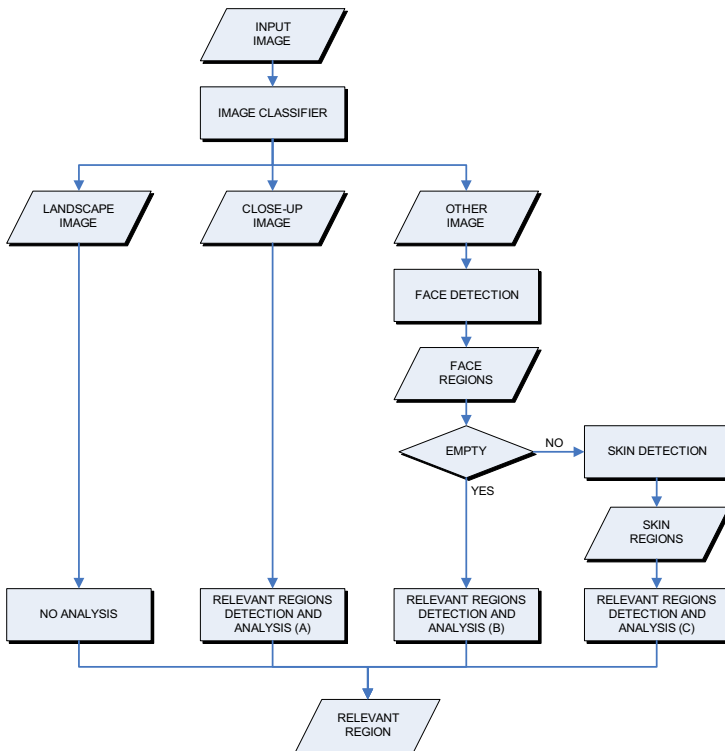 INPUT
IMAGE
IMAGE CLASSIFIER
LANDSCAPE
IMAGE
CLOSE-UP
IMAGE
OTHER
IMAGE
FACE DETECTION
FACE
REGIONS
EMPTY
NO
SKIN DETECTION
YES
SKIN
REGIONS
NO ANALYSIS
RELEVANT REGIONS
DETECTION AND
ANALYSIS (A)
RELEVANT REGIONS
DETECTION AND
ANALYSIS (B)
RELEVANT REGIONS
DETECTION AND
ANALYSIS (C)
RELEVANT
REGION